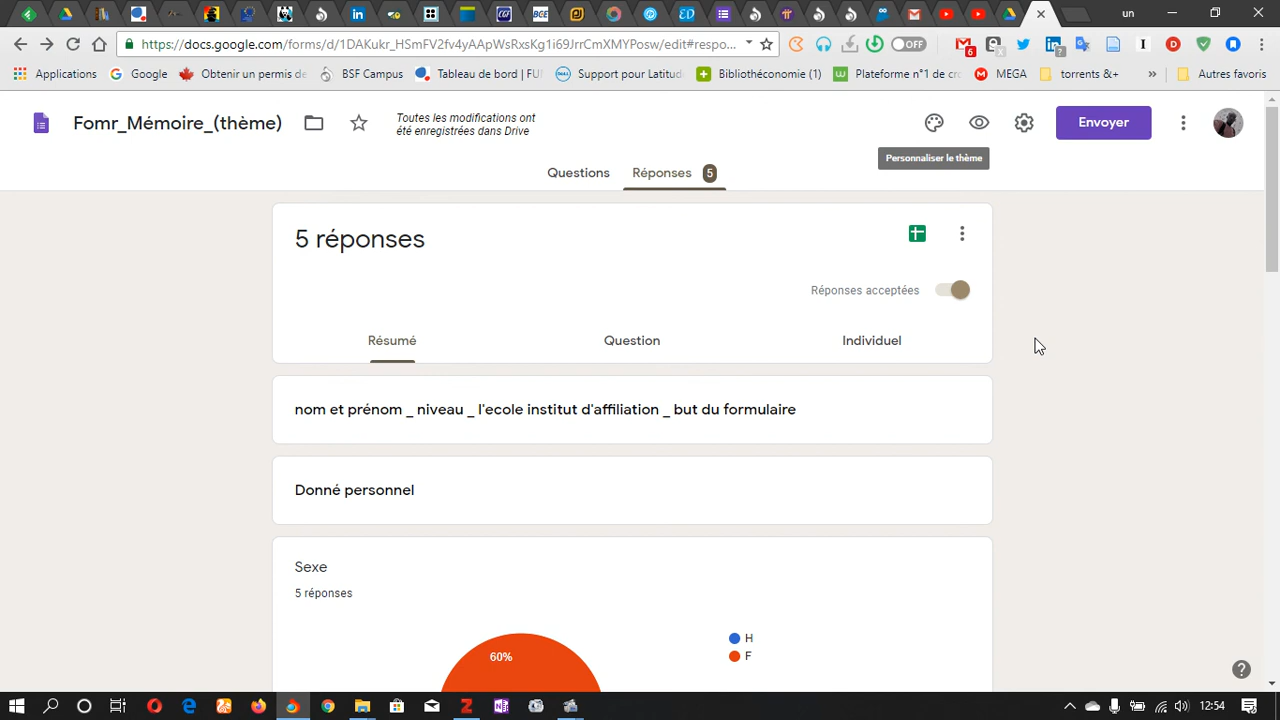 un
https://docs.google.com/forms/d/1DAKukr_HSmFV2fv4yAApWsRxsKg1i69JrrCmXMYPosw/edit#respo...
OFF
6
x
?
Applications
Google
Obtenir un permis de
BSF Campus
Tableau de bord | FU
Support pour Latitud
Bibliothéconomie (1)
Plateforme n°1 de cr
MEGA
torrents &+
»
Autres favoris
Fomr_Mémoire_(thème)
Toutes les modifications ont
été enregistrées dans Drive
Envoyer
Personnaliser le thème
Questions
Réponses 5
5 réponses
Réponses acceptées
Résumé
Question
Individuel
nom et prénom _ niveau _ l'ecole institut d'affiliation _ but du formulaire
Donné personnel
Sexe
5 réponses
60%
H
F
12:54